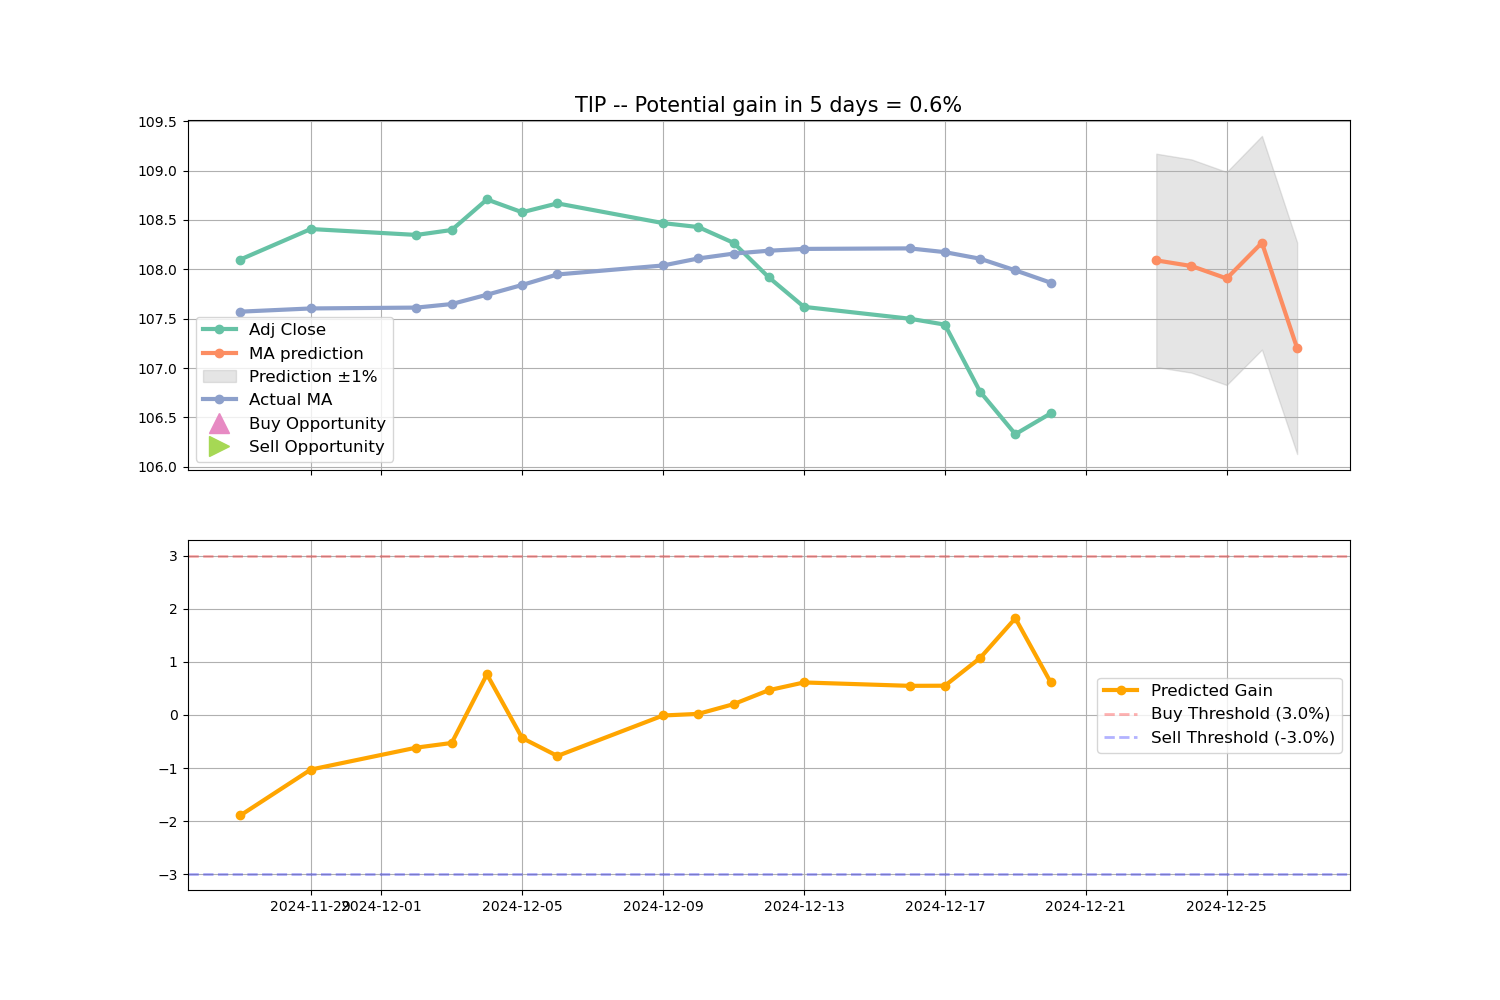 TIP -- Potential gain in 5 days = 0.6%
109.5
109.0
108.5
108.0
107.5
107.0
106.5
106.0
Adj Close
MA prediction
Prediction ±1%
Actual MA
Buy Opportunity
Sell Opportunity
3
2
1
0
−1
−2
−3
Predicted Gain
Buy Threshold (3.0%)
Sell Threshold (-3.0%)
2024-11-29 2024-12-01 2024-12-05 2024-12-09 2024-12-13 2024-12-17 2024-12-21 2024-12-25